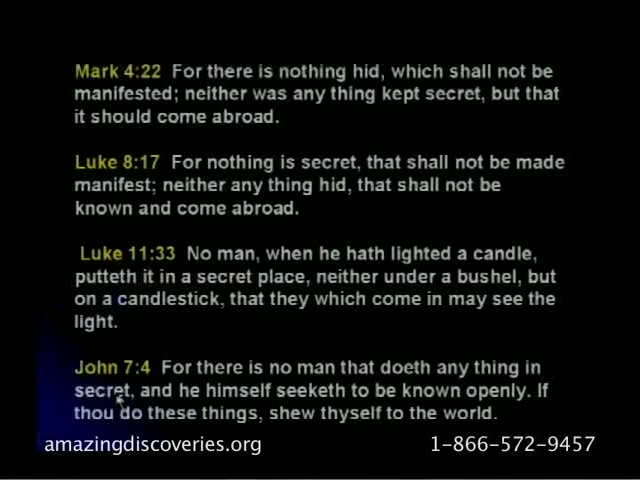 Mark 4:22 For there is nothing hid, which shall not be
manifested; neither was any thing kept secret, but that
it should come abroad.
Luke 8:17 For nothing is secret, that shall not be made
manifest; neither any thing hid, that shall not be
known and come abroad.
Luke 11:33 No man, when he hath lighted a candle,
putteth it in a secret place, neither under a bushel, but
on a candlestick, that they which come in may see the
light.
John 7:4 For there is no man that doeth any thing in
secret, and he himself seeketh to be known openly. If
thou do these things, shew thyself to the world.
amazingdiscoveries.org 1-866-572-9457